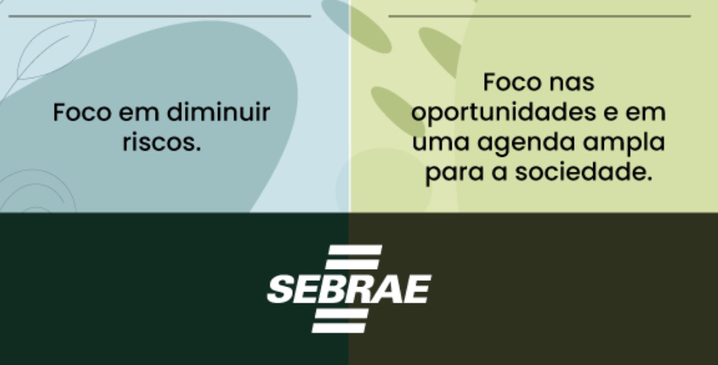 Foco em diminuir
riscos.
Foco nas
oportunidades e em
uma agenda ampla
para a sociedade.
SEBRAE